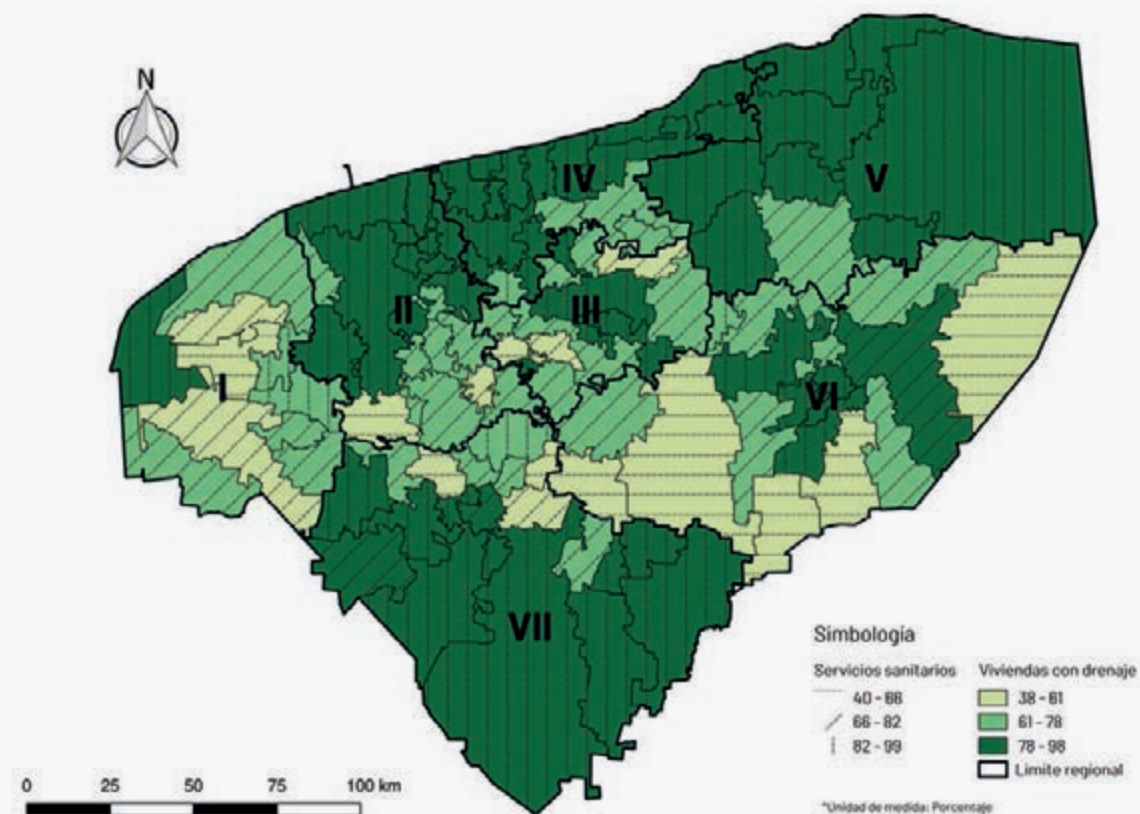 N
IV
V
II
III
I
VI
VII
Simbología
Servicios sanitarios
40 - 66
66 - 82
82 - 99
Viviendas con drenaje
38 - 61
61 - 78
78 - 98
Limite regional
*Unidad de medida: Porcentaje
0 25 50 75 100 km